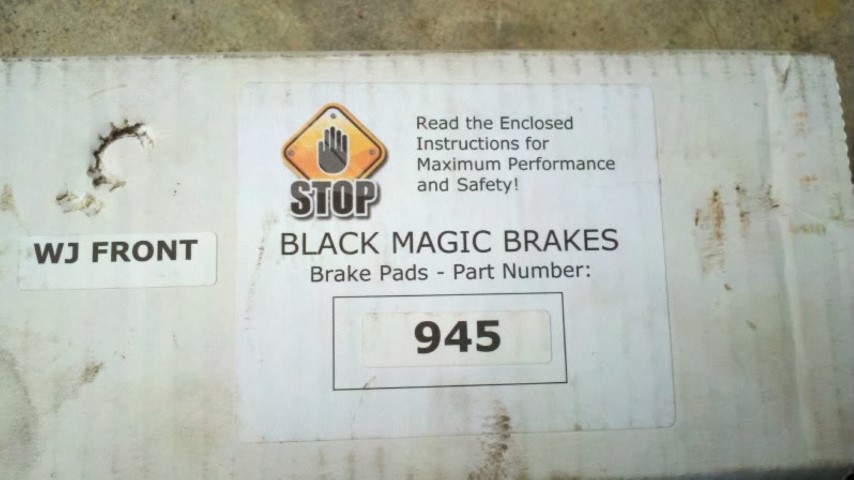 Read the Enclosed
Instructions for
Maximum Performance
and Safety!
STOP
WJ FRONT
BLACK MAGIC BRAKES
Brake Pads - Part Number:
945